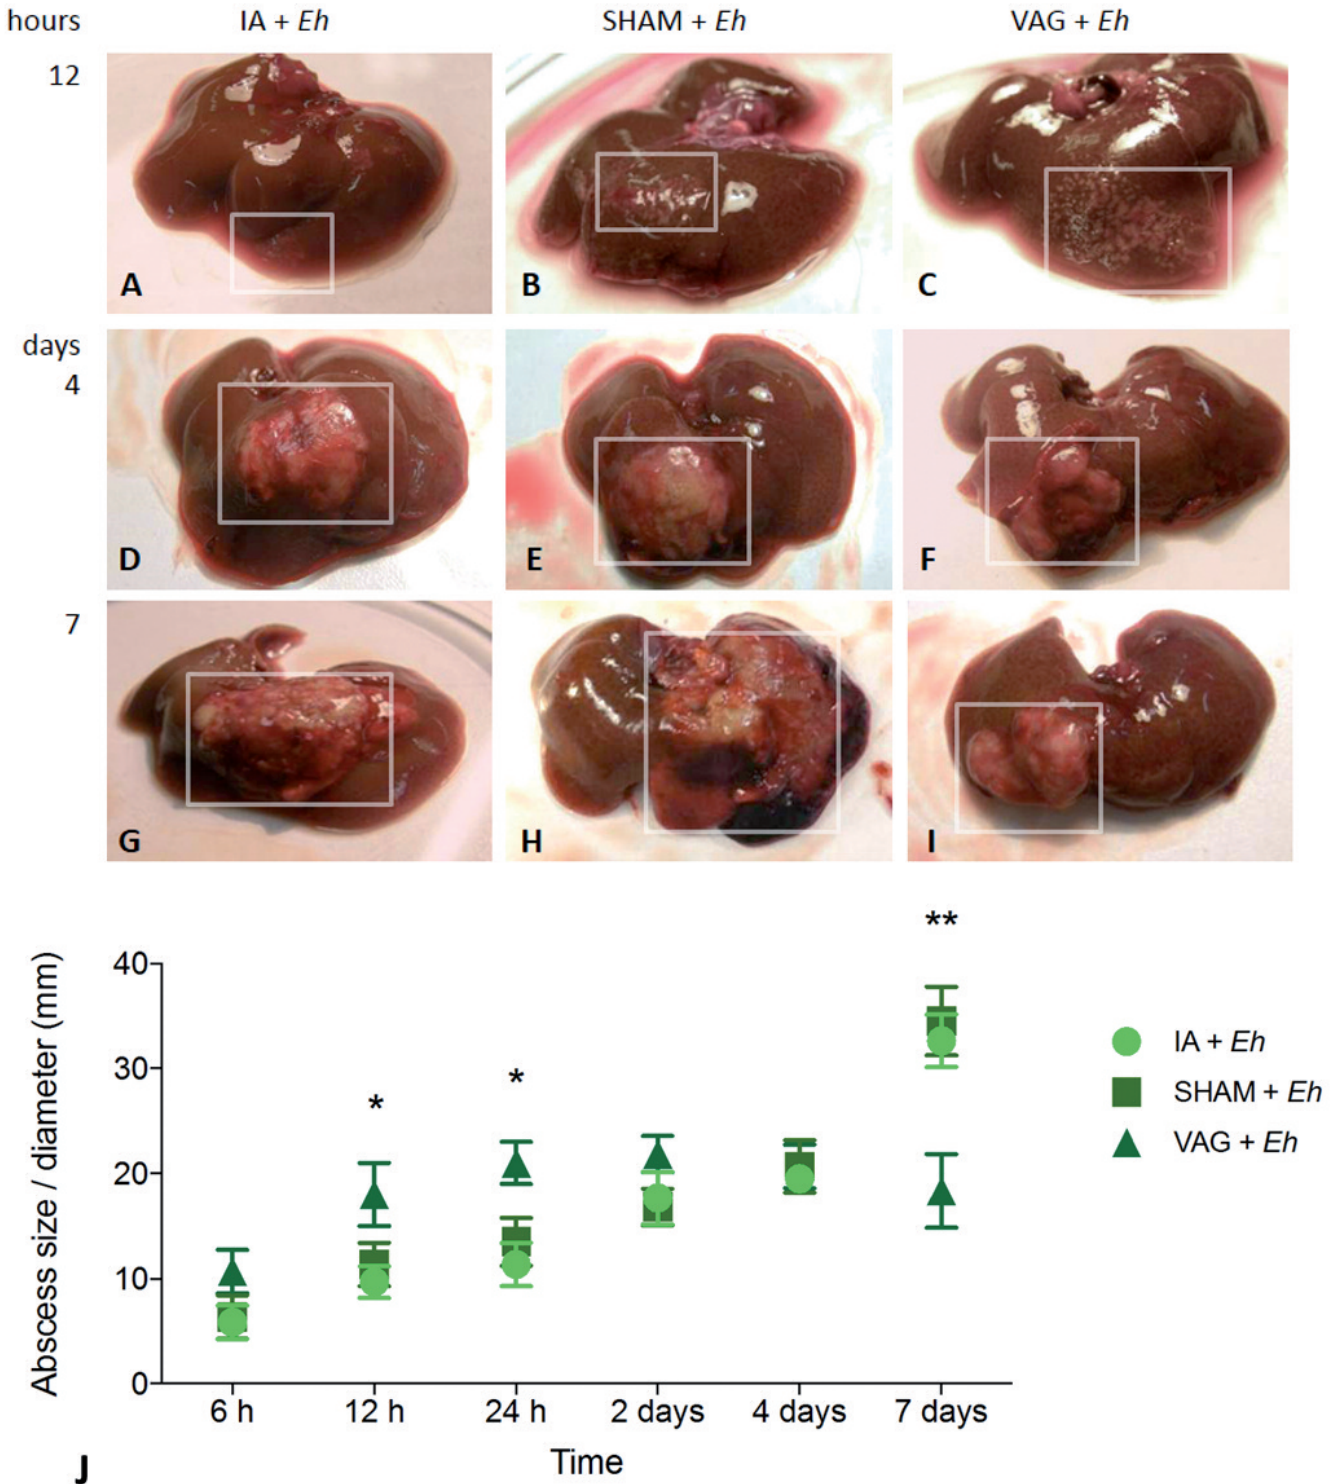 hours IA + Eh SHAM + Eh VAG + Eh
12
A B C
days
4
D E F
7
G H I
**
40
30
20
10
0
*
*
Abscess size / diameter (mm)
IA + Eh
SHAM + Eh
VAG + Eh
6 h 12 h 24 h 2 days 4 days 7 days
Time
J